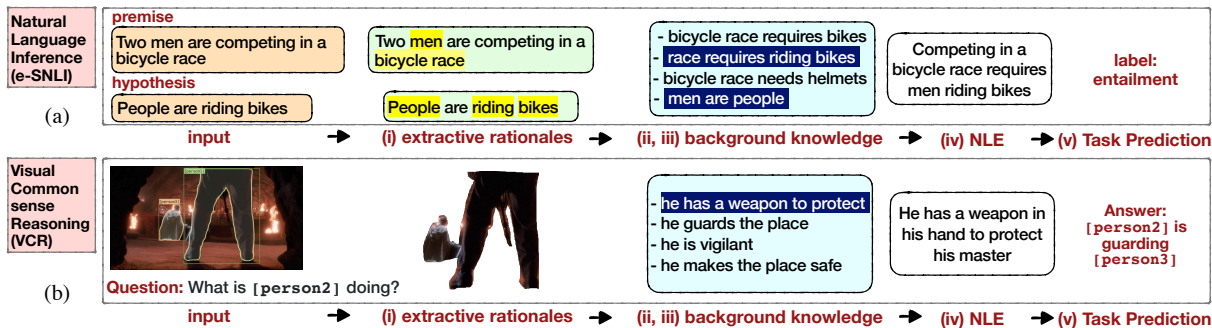 Natural
Language
Inference
(e-SNLI)
(a)
premise
Two men are competing in a
bicycle race
hypothesis
People are riding bikes
Two men are competing in a
bicycle race
People are riding bikes
- bicycle race requires bikes
- race requires riding bikes
- bicycle race needs helmets
- men are people
Competing in a
bicycle race requires
men riding bikes
label:
entailment
input
(i) extractive rationales
(ii, iii) background knowledge
(iv) NLE
(v) Task Prediction
Visual
Common
sense
Reasoning
(VCR)
(b)
Question: What is [person2] doing?
- he has a weapon to protect
- he guards the place
- he is vigilant
- he makes the place safe
He has a weapon in
his hand to protect
his master
Answer:
[person2] is
guarding
[person3]
input
(i) extractive rationales
(ii, iii) background knowledge
(iv) NLE
(v) Task Prediction